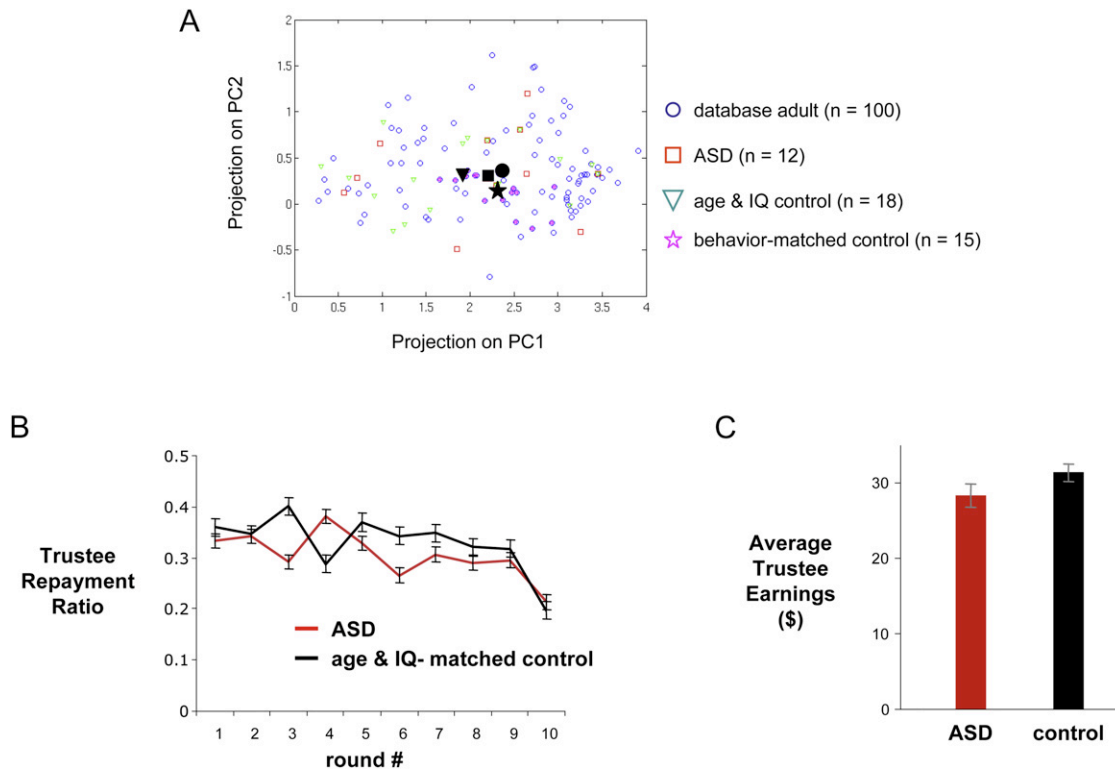 A
Projection on PC2
2
1.5
1
0.5
0
-0.5
-1
0 0.5 1 1.5 2 2.5 3 3.5 4
Projection on PC1
database adult (n = 100)
ASD (n = 12)
age & IQ control (n = 18)
behavior-matched control (n = 15)
B
Trustee
Repayment
Ratio
0.5
0.4
0.3
0.2
0.1
0
ASD
age & IQ- matched control
1 2 3 4 5 6 7 8 9 10
round #
C
Average
Trustee
Earnings
($)
30
20
10
0
ASD control